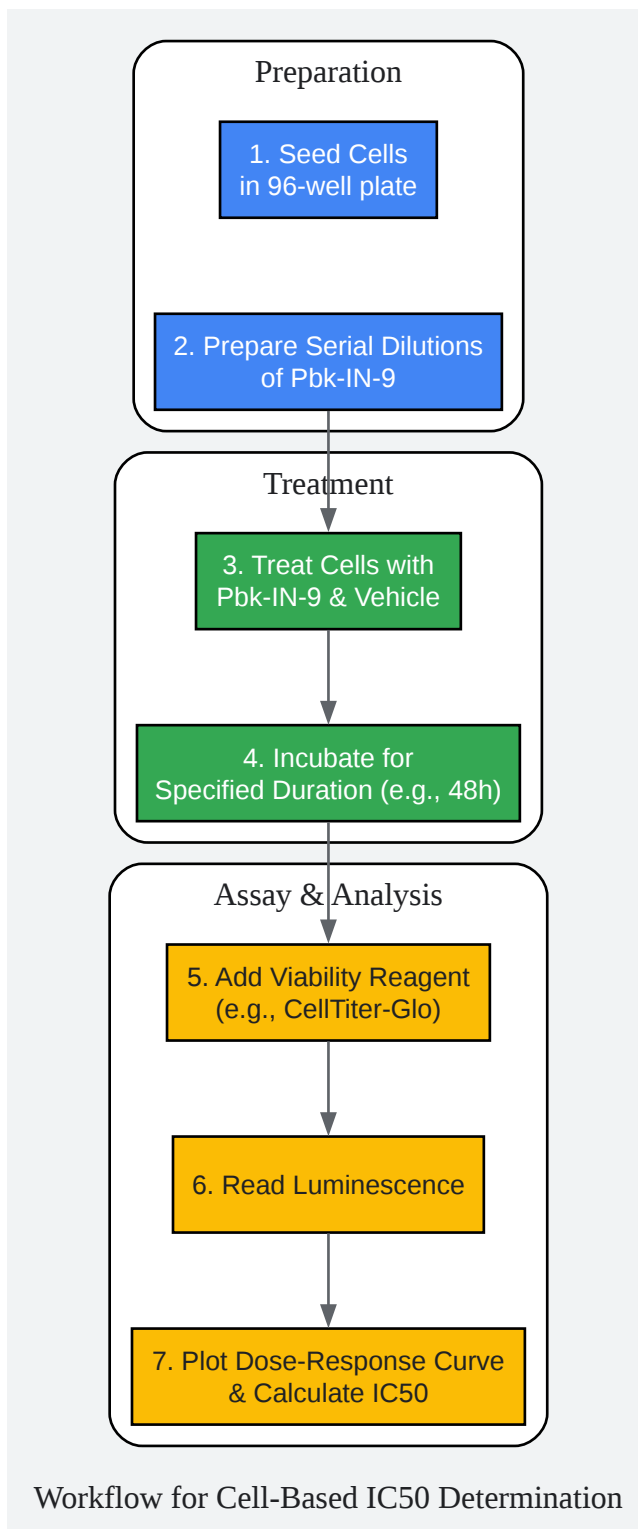 Preparation
1. Seed Cells
in 96-well plate
2. Prepare Serial Dilutions
of Pbk-IN-9
Treatment
3. Treat Cells with
Pbk-IN-9 & Vehicle
4. Incubate for
Specified Duration (e.g., 48h)
Assay & Analysis
5. Add Viability Reagent
(e.g., CellTiter-Glo)
6. Read Luminescence
7. Plot Dose-Response Curve
& Calculate IC50
Workflow for Cell-Based IC50 Determination